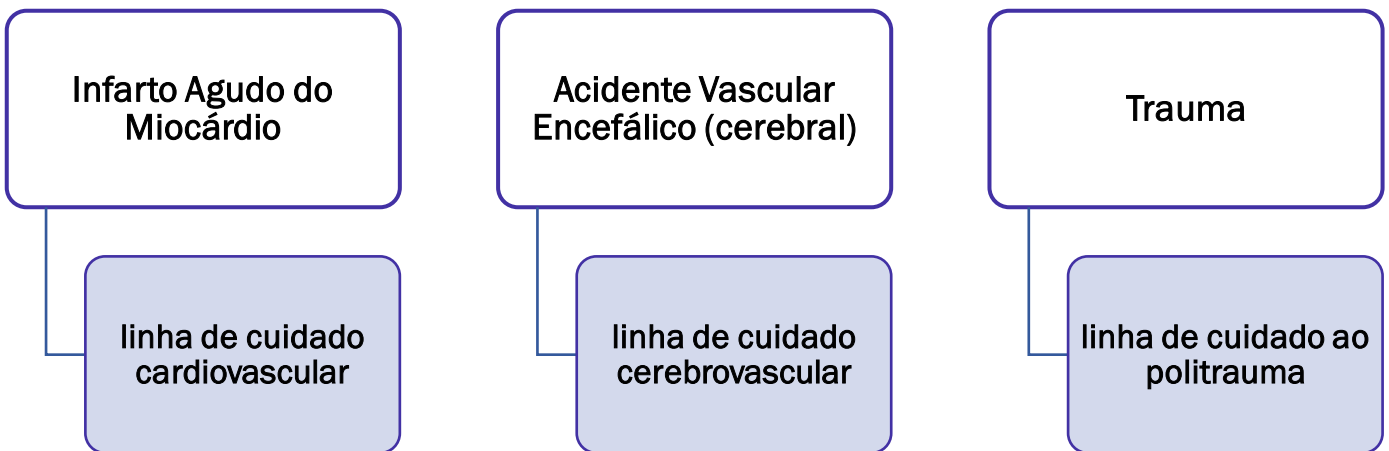 Infarto Agudo do
Miocárdio
Acidente Vascular
Encefálico (cerebral)
Trauma
linha de cuidado
cardiovascular
linha de cuidado
cerebrovascular
linha de cuidado ao
politrauma